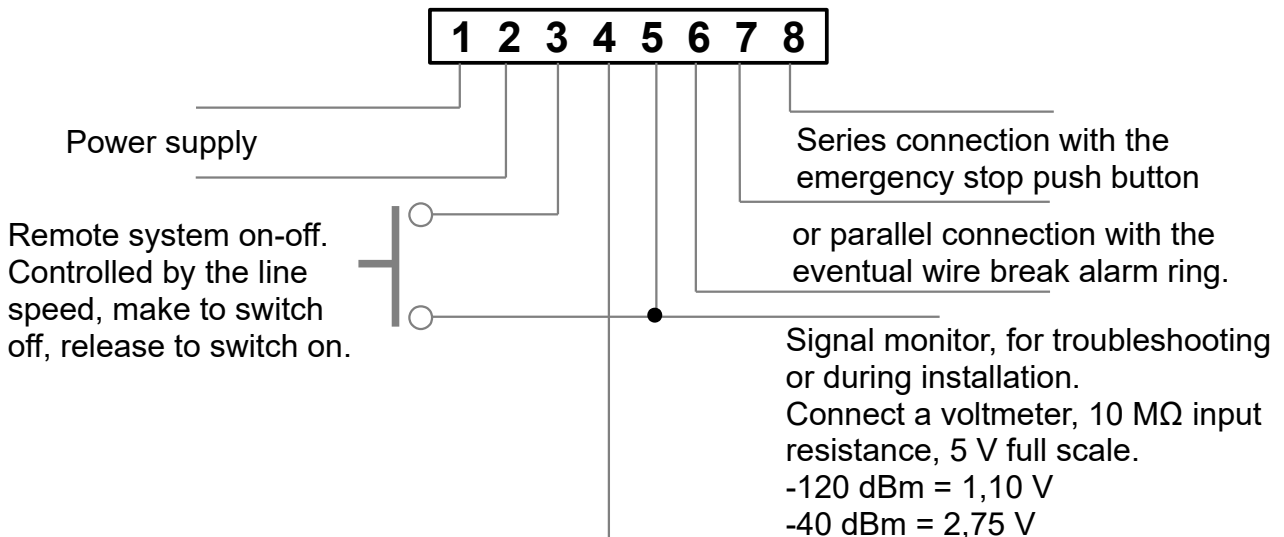 1 2 3 4 5 6 7 8
Power supply
Series connection with the
emergency stop push button
Remote system on-off.
Controlled by the line
speed, make to switch
off, release to switch on.
or parallel connection with the
eventual wire break alarm ring.
Signal monitor, for troubleshooting
or during installation.
Connect a voltmeter, 10 MΩ input
resistance, 5 V full scale.
-120 dBm = 1,10 V
-40 dBm = 2,75 V